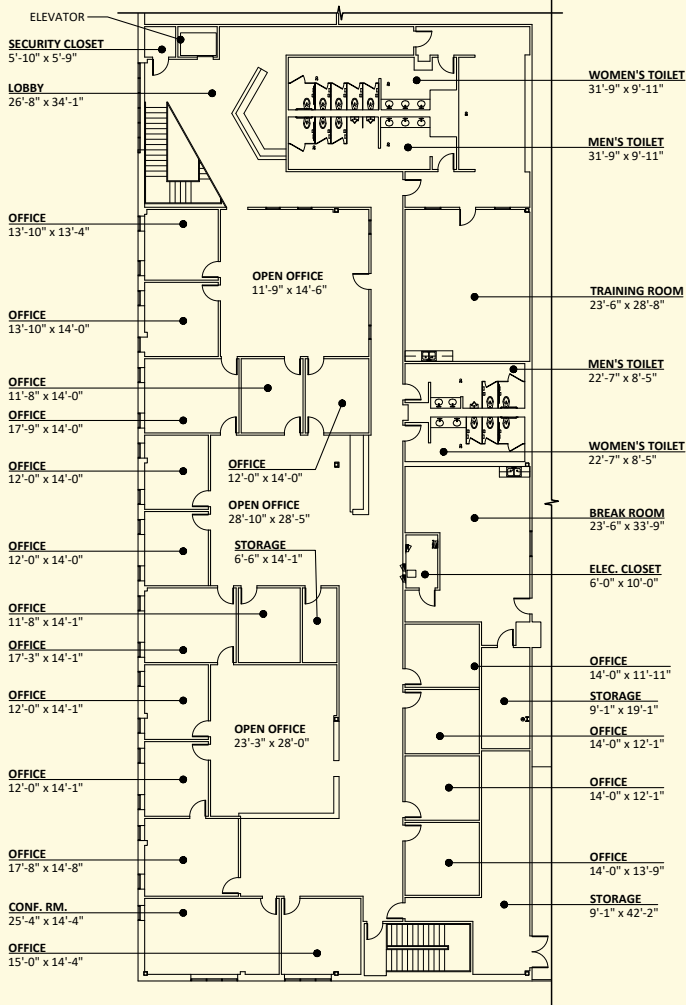 ELEVATOR
SECURITY CLOSET
5'-10" x 5'-9"
LOBBY
26'-8" x 34'-1"
OFFICE
13'-10" x 13'-4"
OFFICE
13'-10" x 14'-0"
OFFICE
11'-8" x 14'-0"
OFFICE
17'-9" x 14'-0"
OFFICE
12'-0" x 14'-0"
OFFICE
12'-0" x 14'-0"
OFFICE
11'-8" x 14'-1"
OFFICE
17'-3" x 14'-1"
OFFICE
12'-0" x 14'-1"
OFFICE
12'-0" x 14'-1"
OFFICE
17'-8" x 14'-8"
CONF. RM.
25'-4" x 14'-4"
OFFICE
15'-0" x 14'-4"
OPEN OFFICE
11'-9" x 14'-6"
OFFICE
12'-0" x 14'-0"
OPEN OFFICE
28'-10" x 28'-5"
STORAGE
6'-6" x 14'-1"
OPEN OFFICE
23'-3" x 28'-0"
WOMEN'S TOILET
31'-9" x 9'-11"
MEN'S TOILET
31'-9" x 9'-11"
TRAINING ROOM
23'-6" x 28'-8"
MEN'S TOILET
22'-7" x 8'-5"
WOMEN'S TOILET
22'-7" x 8'-5"
BREAK ROOM
23'-6" x 33'-9"
ELEC. CLOSET
6'-0" x 10'-0"
OFFICE
14'-0" x 11'-11"
STORAGE
9'-1" x 19'-1"
OFFICE
14'-0" x 12'-1"
OFFICE
14'-0" x 12'-1"
OFFICE
14'-0" x 13'-9"
STORAGE
9'-1" x 42'-2"